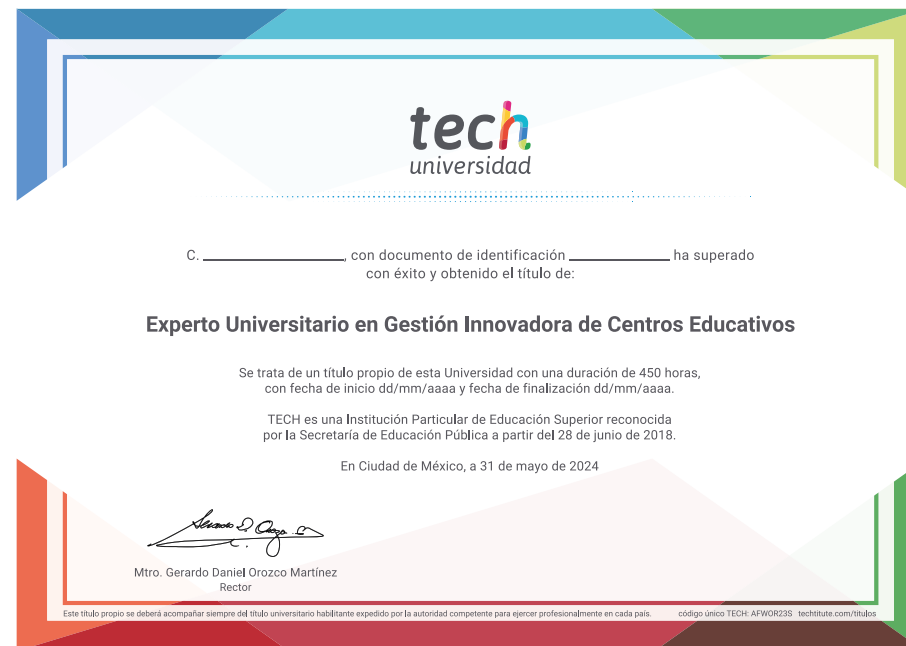 tech
universidad
C. ____________, con documento de identificación _________ ha superado
con éxito y obtenido el título de:
Experto Universitario en Gestión Innovadora de Centros Educativos
Se trata de un título propio de esta Universidad con una duración de 450 horas,
con fecha de inicio dd/mm/aaaa y fecha de finalización dd/mm/aaaa.
TECH es una Institución Particular de Educación Superior reconocida
por la Secretaría de Educación Pública a partir del 28 de junio de 2018.
En Ciudad de México, a 31 de mayo de 2024
Mtro. Gerardo Daniel Orozco Martínez
Rector
Este título propio se deberá acompañar siempre del título universitario habilitante expedido por la autoridad competente para ejercer profesionalmente en cada país. código único TECH: AFWOR23S techtitute.com/titulos